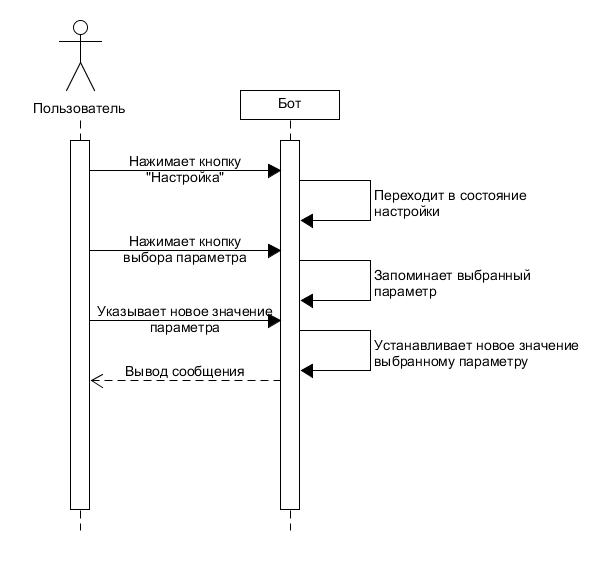 Пользователь
Бот
Нажимает кнопку
"Настройка"
Переходит в состояние
настройки
Нажимает кнопку
выбора параметра
Запоминает выбранный
параметр
Указывает новое значение
параметра
Устанавливает новое значение
выбранному параметру
Вывод сообщения